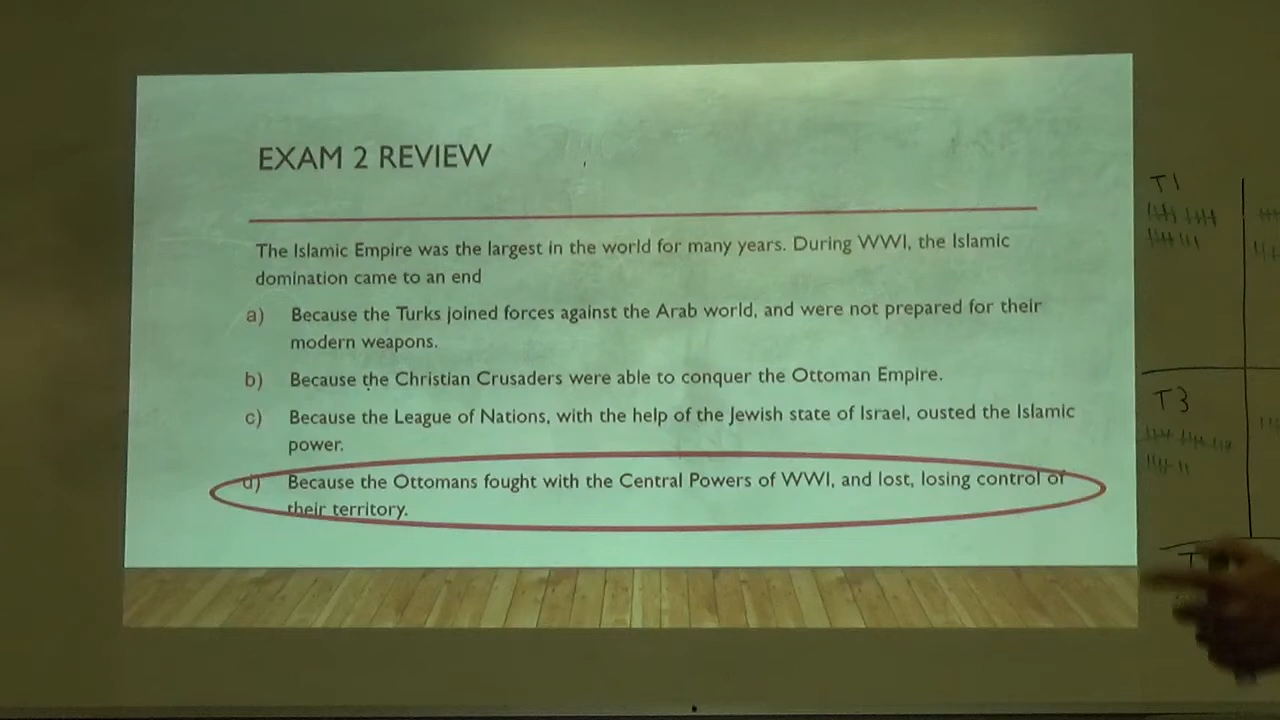 EXAM 2 REVIEW
The Islamic Empire was the largest in the world for many years. During WWI, the Islamic
domination came to an end
a) Because the Turks joined forces against the Arab world, and were not prepared for their
modern weapons.
b) Because the Christian Crusaders were able to conquer the Ottoman Empire.
c) Because the League of Nations, with the help of the Jewish state of Israel, ousted the Islamic
power.
d) Because the Ottomans fought with the Central Powers of WWI, and lost, losing control of
their territory.
T1
T3
T